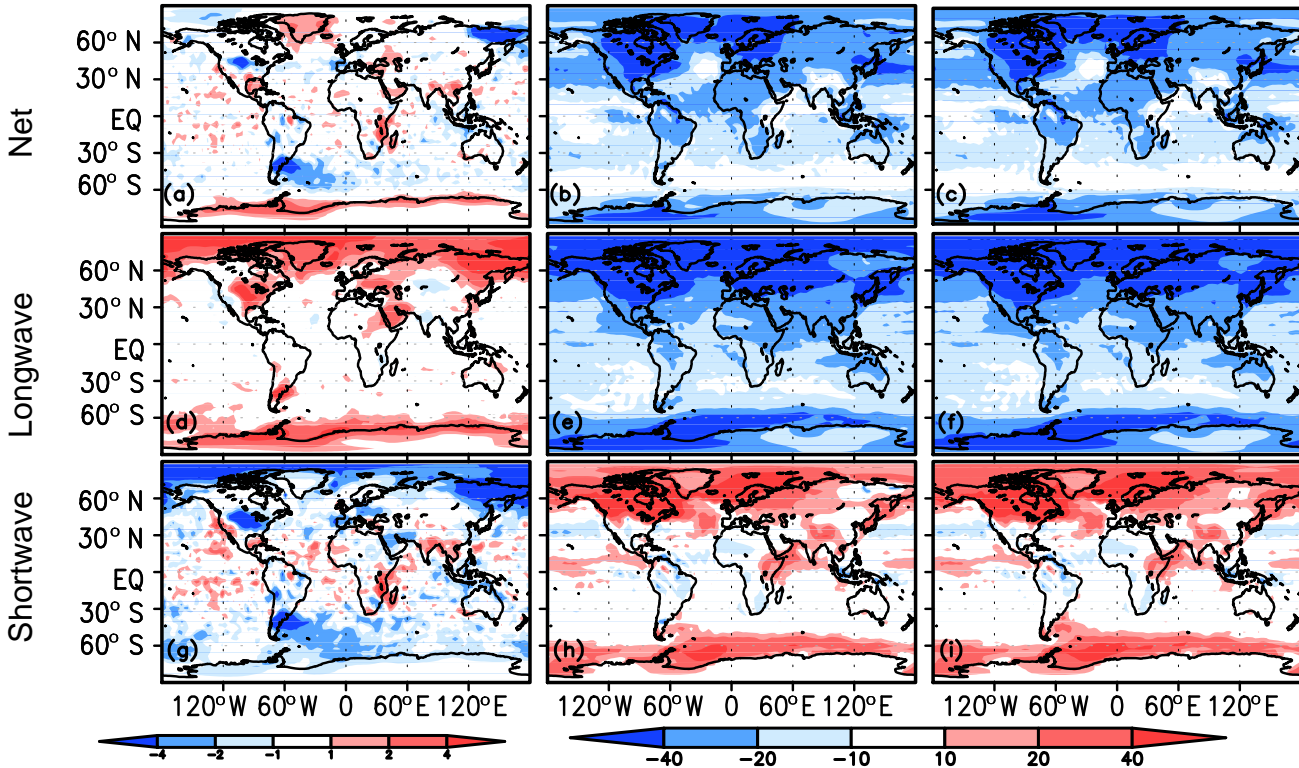 Net
60° N
30° N
EQ
30° S
60° S
(a)
(b)
(c)
Longwave
60° N
30° N
EQ
30° S
60° S
(d)
(e)
(f)
Shortwave
60° N
30° N
EQ
30° S
60° S
(g)
(h)
(i)
120°W 60°W 0 60°E 120°E
120°W 60°W 0 60°E 120°E
120°W 60°W 0 60°E 120°E
-4 -2 -1 1 2 4
-40 -20 -10 10 20 40